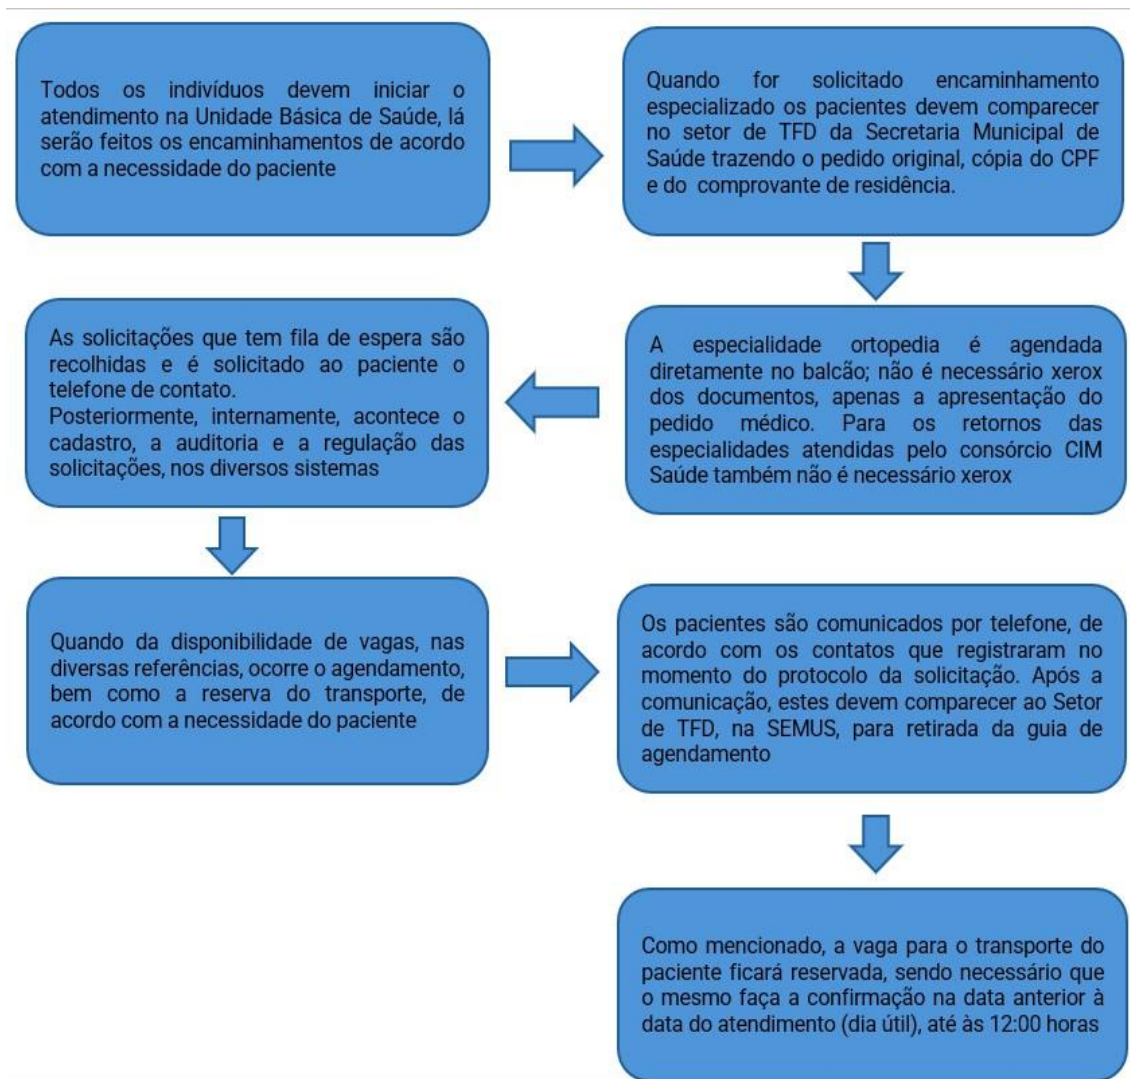 Todos os indivíduos devem iniciar o
atendimento na Unidade Básica de Saúde, lá
serão feitos os encaminhamentos de acordo
com a necessidade do paciente
Quando for solicitado encaminhamento
especializado os pacientes devem comparecer
no setor de TFD da Secretaria Municipal de
Saúde trazendo o pedido original, cópia do CPF
e do comprovante de residência.
A especialidade ortopedia é agendada
diretamente no balcão; não é necessário xerox
dos documentos, apenas a apresentação do
pedido médico. Para os retornos das
especialidades atendidas pelo consórcio CIM
Saúde também não é necessário xerox
As solicitações que tem fila de espera são
recolhidas e é solicitado ao paciente o
telefone de contato.
Posteriormente, internamente, acontece o
cadastro, a auditoria e a regulação das
solicitações, nos diversos sistemas
Quando da disponibilidade de vagas, nas
diversas referências, ocorre o agendamento,
bem como a reserva do transporte, de
acordo com a necessidade do paciente
Os pacientes são comunicados por telefone, de
acordo com os contatos que registraram no
momento do protocolo da solicitação. Após a
comunicação, estes devem comparecer ao Setor
de TFD, na SEMUS, para retirada da guia de
agendamento
Como mencionado, a vaga para o transporte do
paciente ficará reservada, sendo necessário que
o mesmo faça a confirmação na data anterior à
data do atendimento (dia útil), até às 12:00 horas